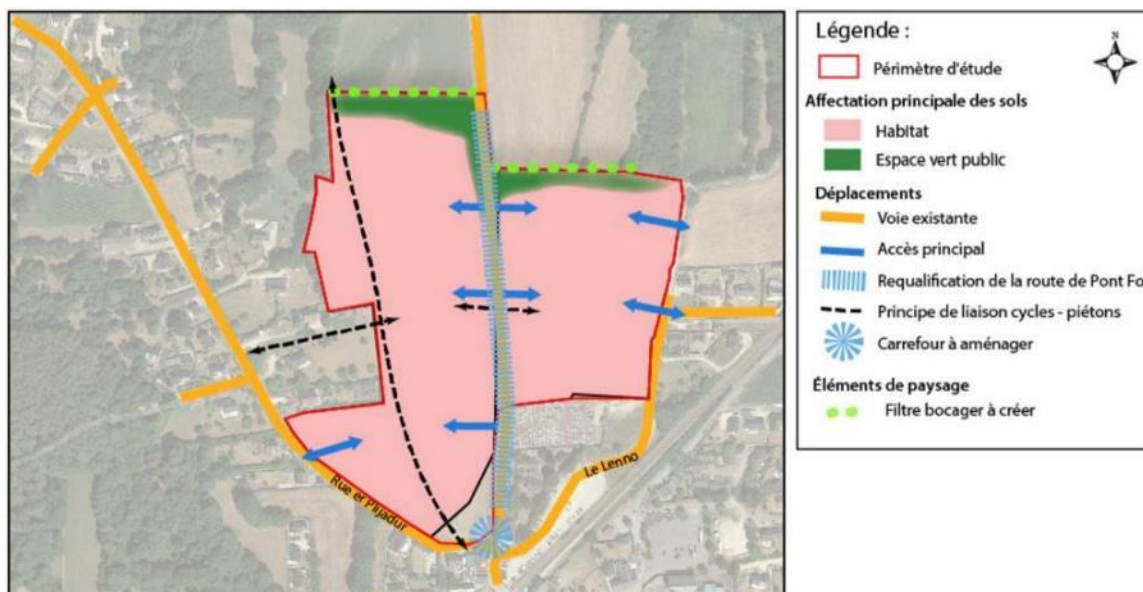 Légende :
N
Périmètre d'étude
Affectation principale des sols
Habitat
Espace vert public
Déplacements
Voie existante
Accès principal
Requalification de la route de Pont Fo
Principe de liaison cycles - piétons
Carrefour à aménager
Éléments de paysage
Filtre bocager à créer
Le Lenno
Rue er Plijadur